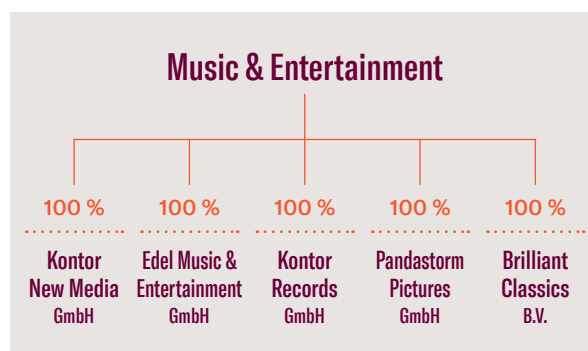 Music & Entertainment
100 %
100 %
100 %
100 %
100 %
Kontor
New Media
GmbH
Edel Music &
Entertainment
GmbH
Kontor
Records
GmbH
Pandastorm
Pictures
GmbH
Brilliant
Classics
B.V.